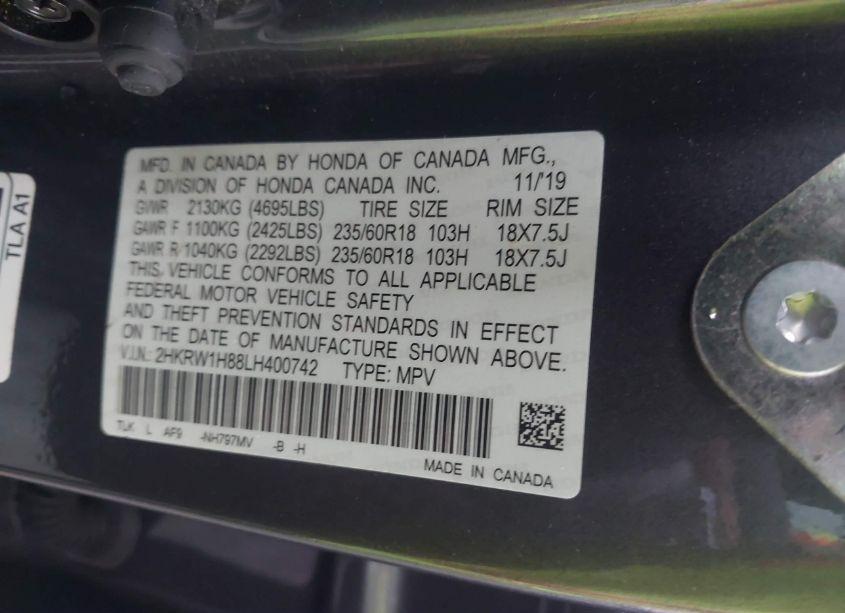 TLA A1
MFD. IN CANADA BY HONDA OF CANADA MFG.,
A DIVISION OF HONDA CANADA INC. 11/'19
GVWR 2130KG (4695LBS) TIRE SIZE RIM SIZE
GAWR F 1100KG (2425LBS) 235/60R18 103H 18X7.5J
GAWR R 1040KG (2292LBS) 235/60R18 103H 18X7.5J
THIS VEHICLE CONFORMS TO ALL APPLICABLE
FEDERAL MOTOR VEHICLE SAFETY
AND THEFT PREVENTION STANDARDS IN EFFECT
ON THE DATE OF MANUFACTURE SHOWN ABOVE.
V.I.N.: 2HKRW1H88LH400742 TYPE: MPV
TLK L AF9 -NH797MV -B -H
MADE IN CANADA